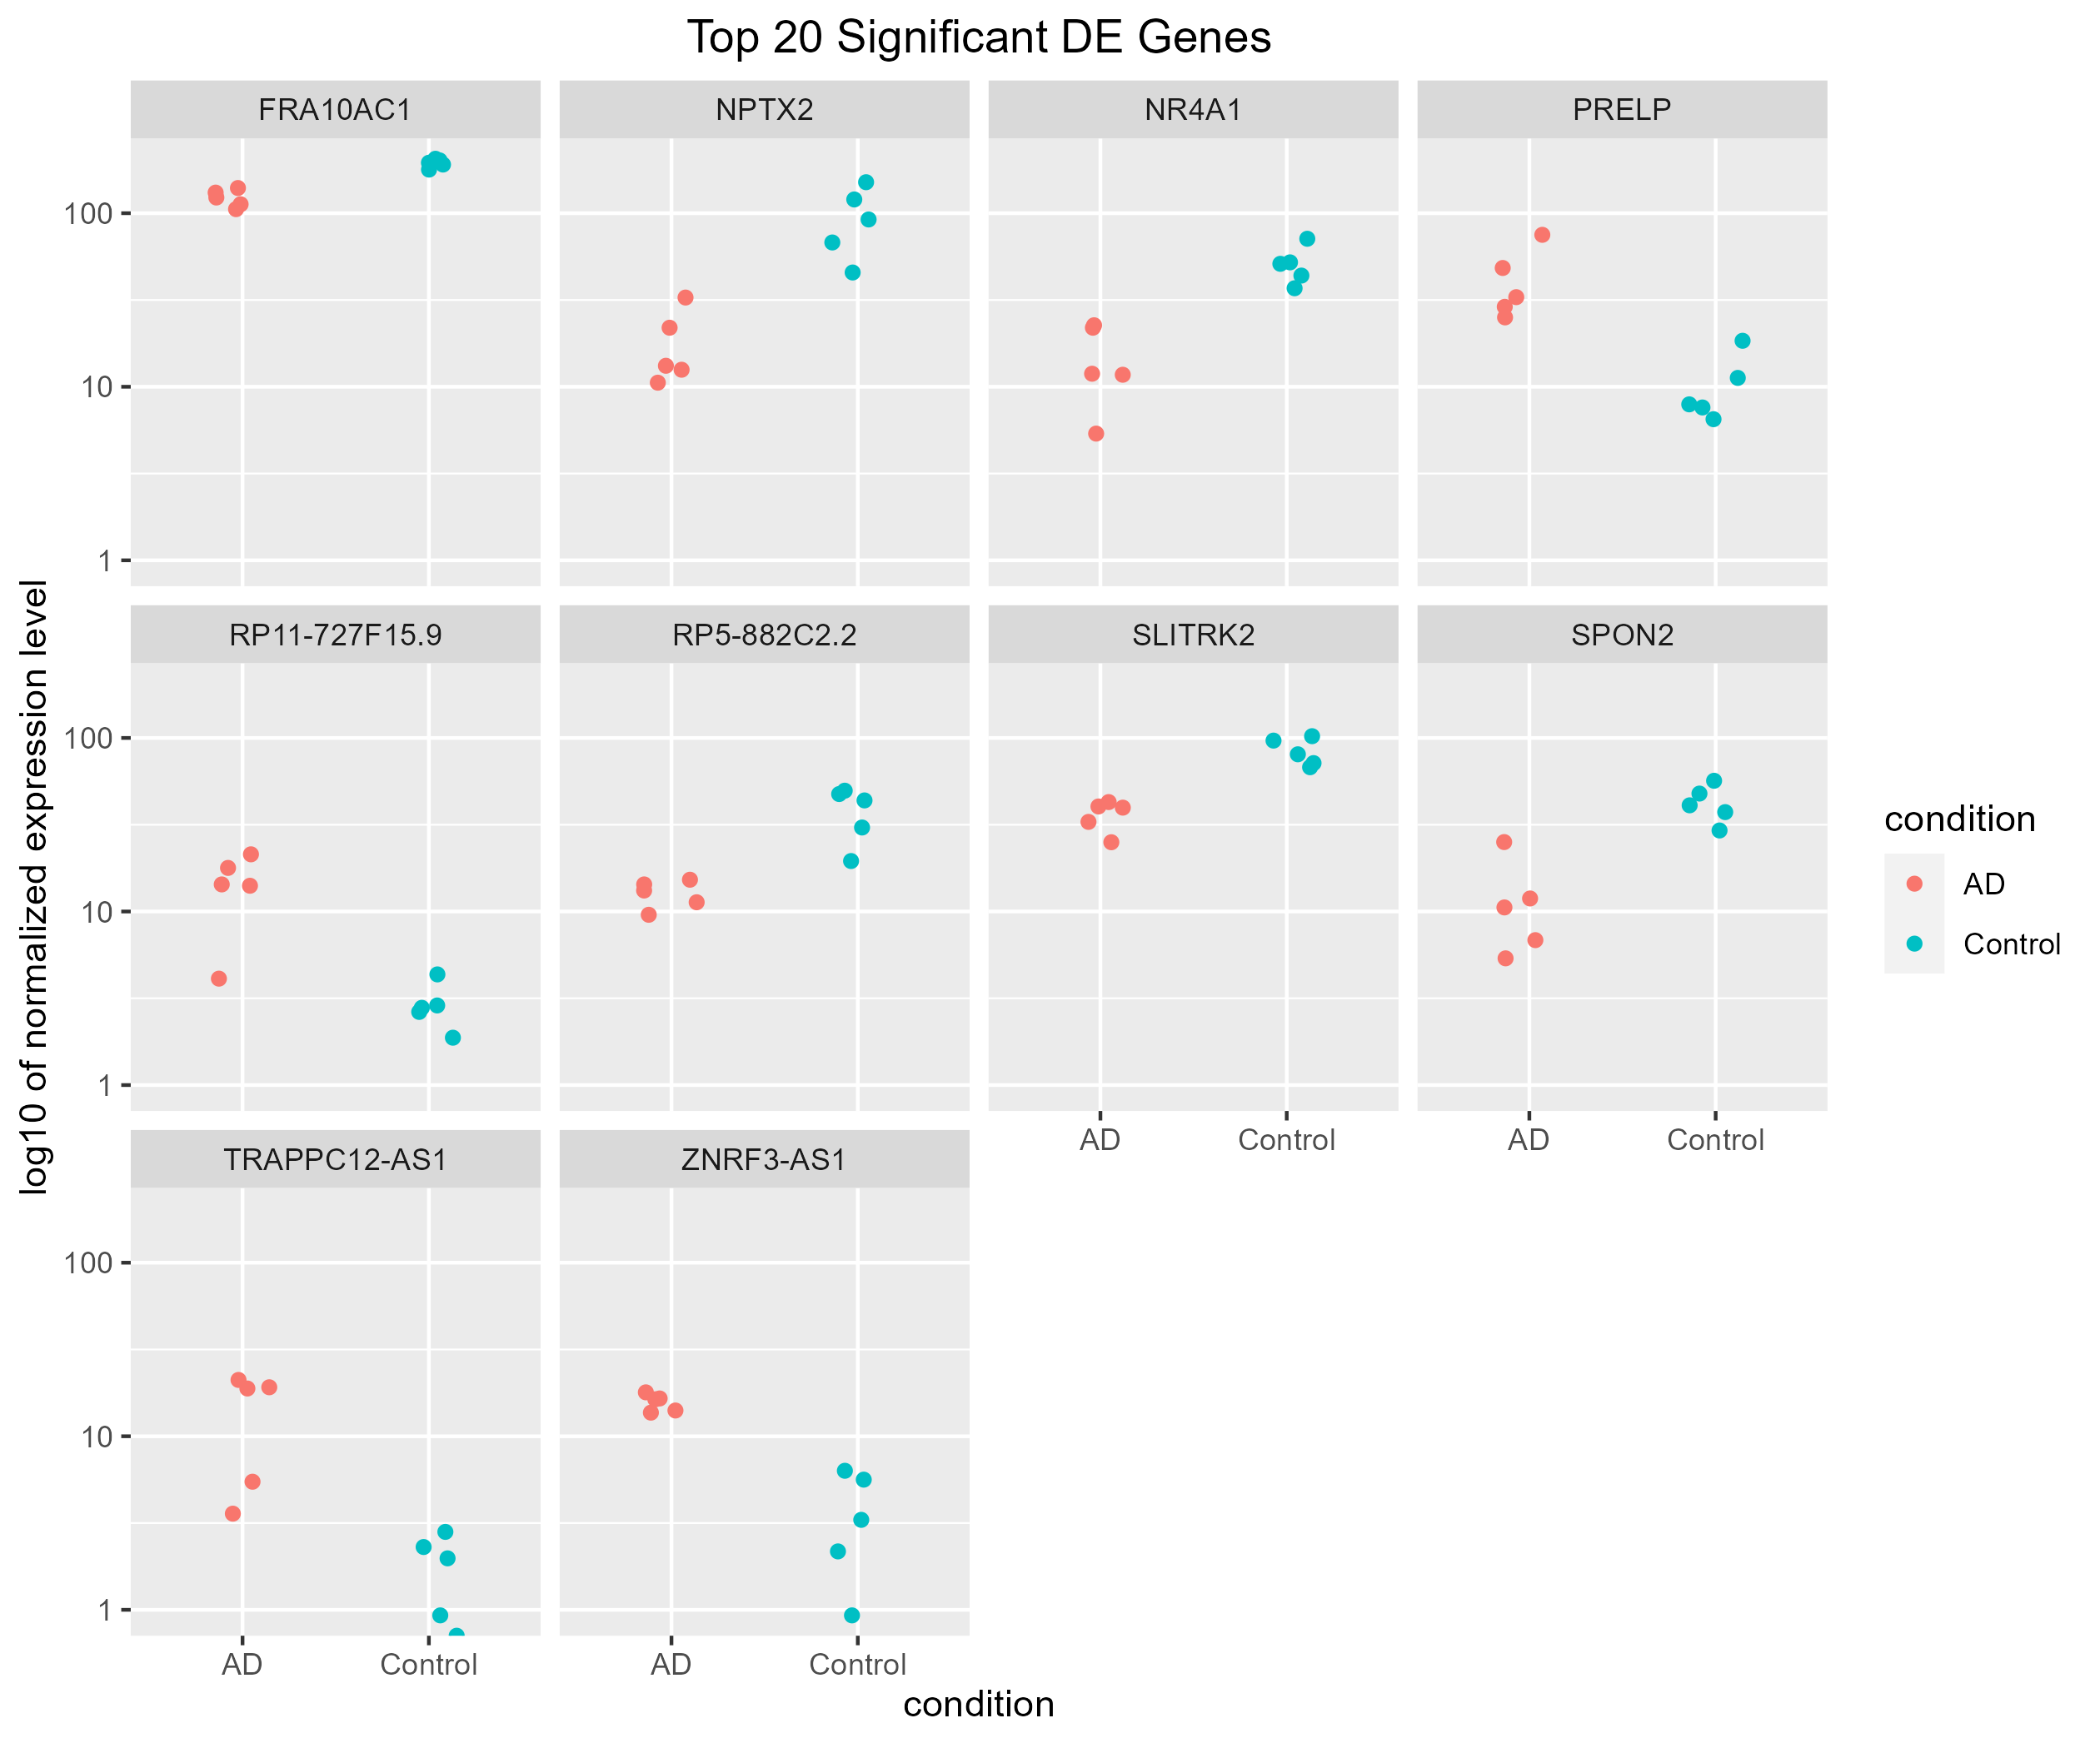 Top 20 Significant DE Genes
FRA10AC1 NPTX2 NR4A1 PRELP
100
10
1
RP11-727F15.9 RP5-882C2.2 SLITRK2 SPON2
100
10
1
AD Control AD Control
TRAPPC12-AS1 ZNRF3-AS1
100
10
1
AD Control AD Control
condition
log10 of normalized expression level
condition
AD
Control